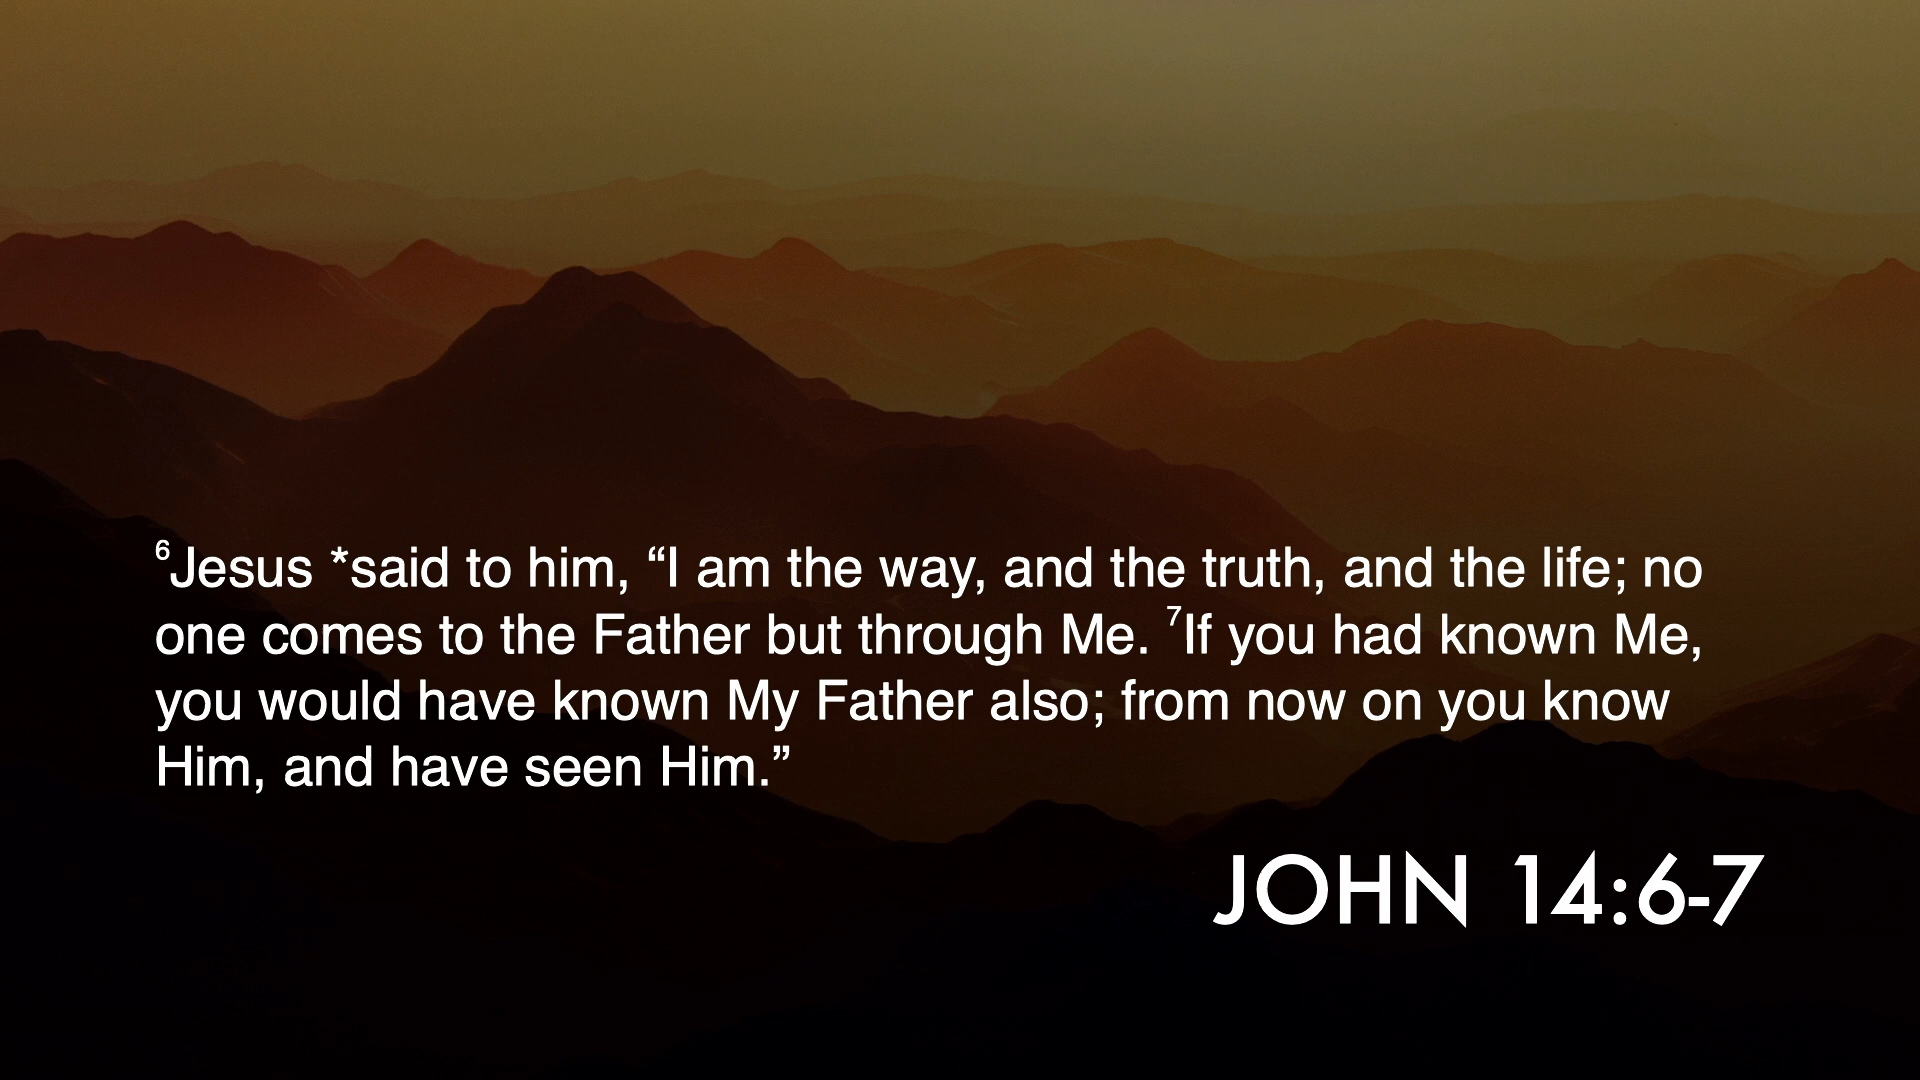 ⁶Jesus *said to him, “I am the way, and the truth, and the life; no
one comes to the Father but through Me. ⁷If you had known Me,
you would have known My Father also; from now on you know
Him, and have seen Him.”
JOHN 14:6-7